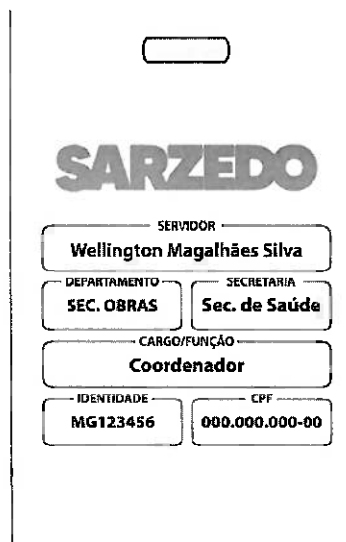 SARZEDO
SERVIDOR
Wellington Magalhães Silva
DEPARTAMENTO SECRETARIA
SEC. OBRAS Sec. de Saúde
CARGO/FUNÇÃO
Coordenador
IDENTIDADE CPF
MG123456 000.000.000-00